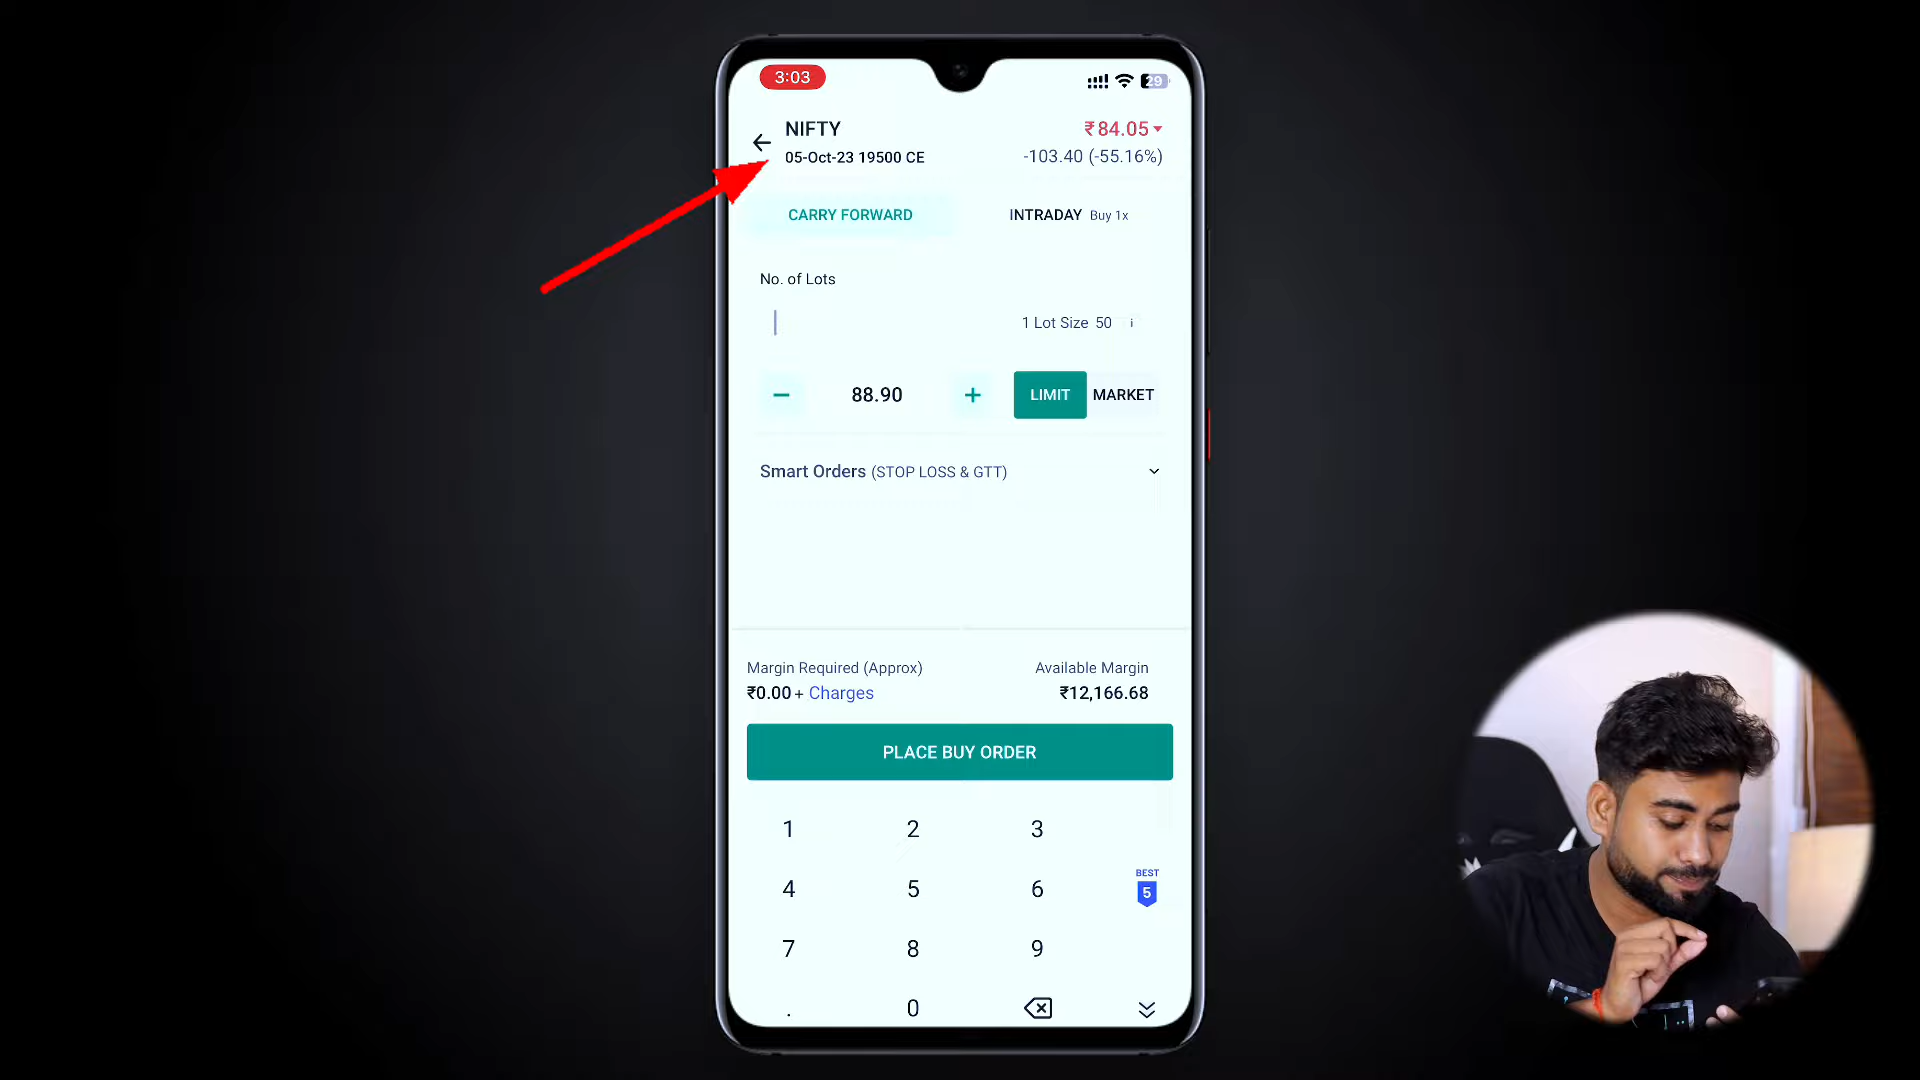 3:03
29
NIFTY
₹84.05
05-Oct-23 19500 CE
-103.40 (-55.16%)
CARRY FORWARD
INTRADAY Buy 1x
No. of Lots
1 Lot Size 50 i
88.90
LIMIT
MARKET
Smart Orders (STOP LOSS & GTT)
Margin Required (Approx)
Available Margin
₹0.00 + Charges
₹12,166.68
PLACE BUY ORDER
1 2 3
4 5 6
BEST
5
7 8 9
. 0